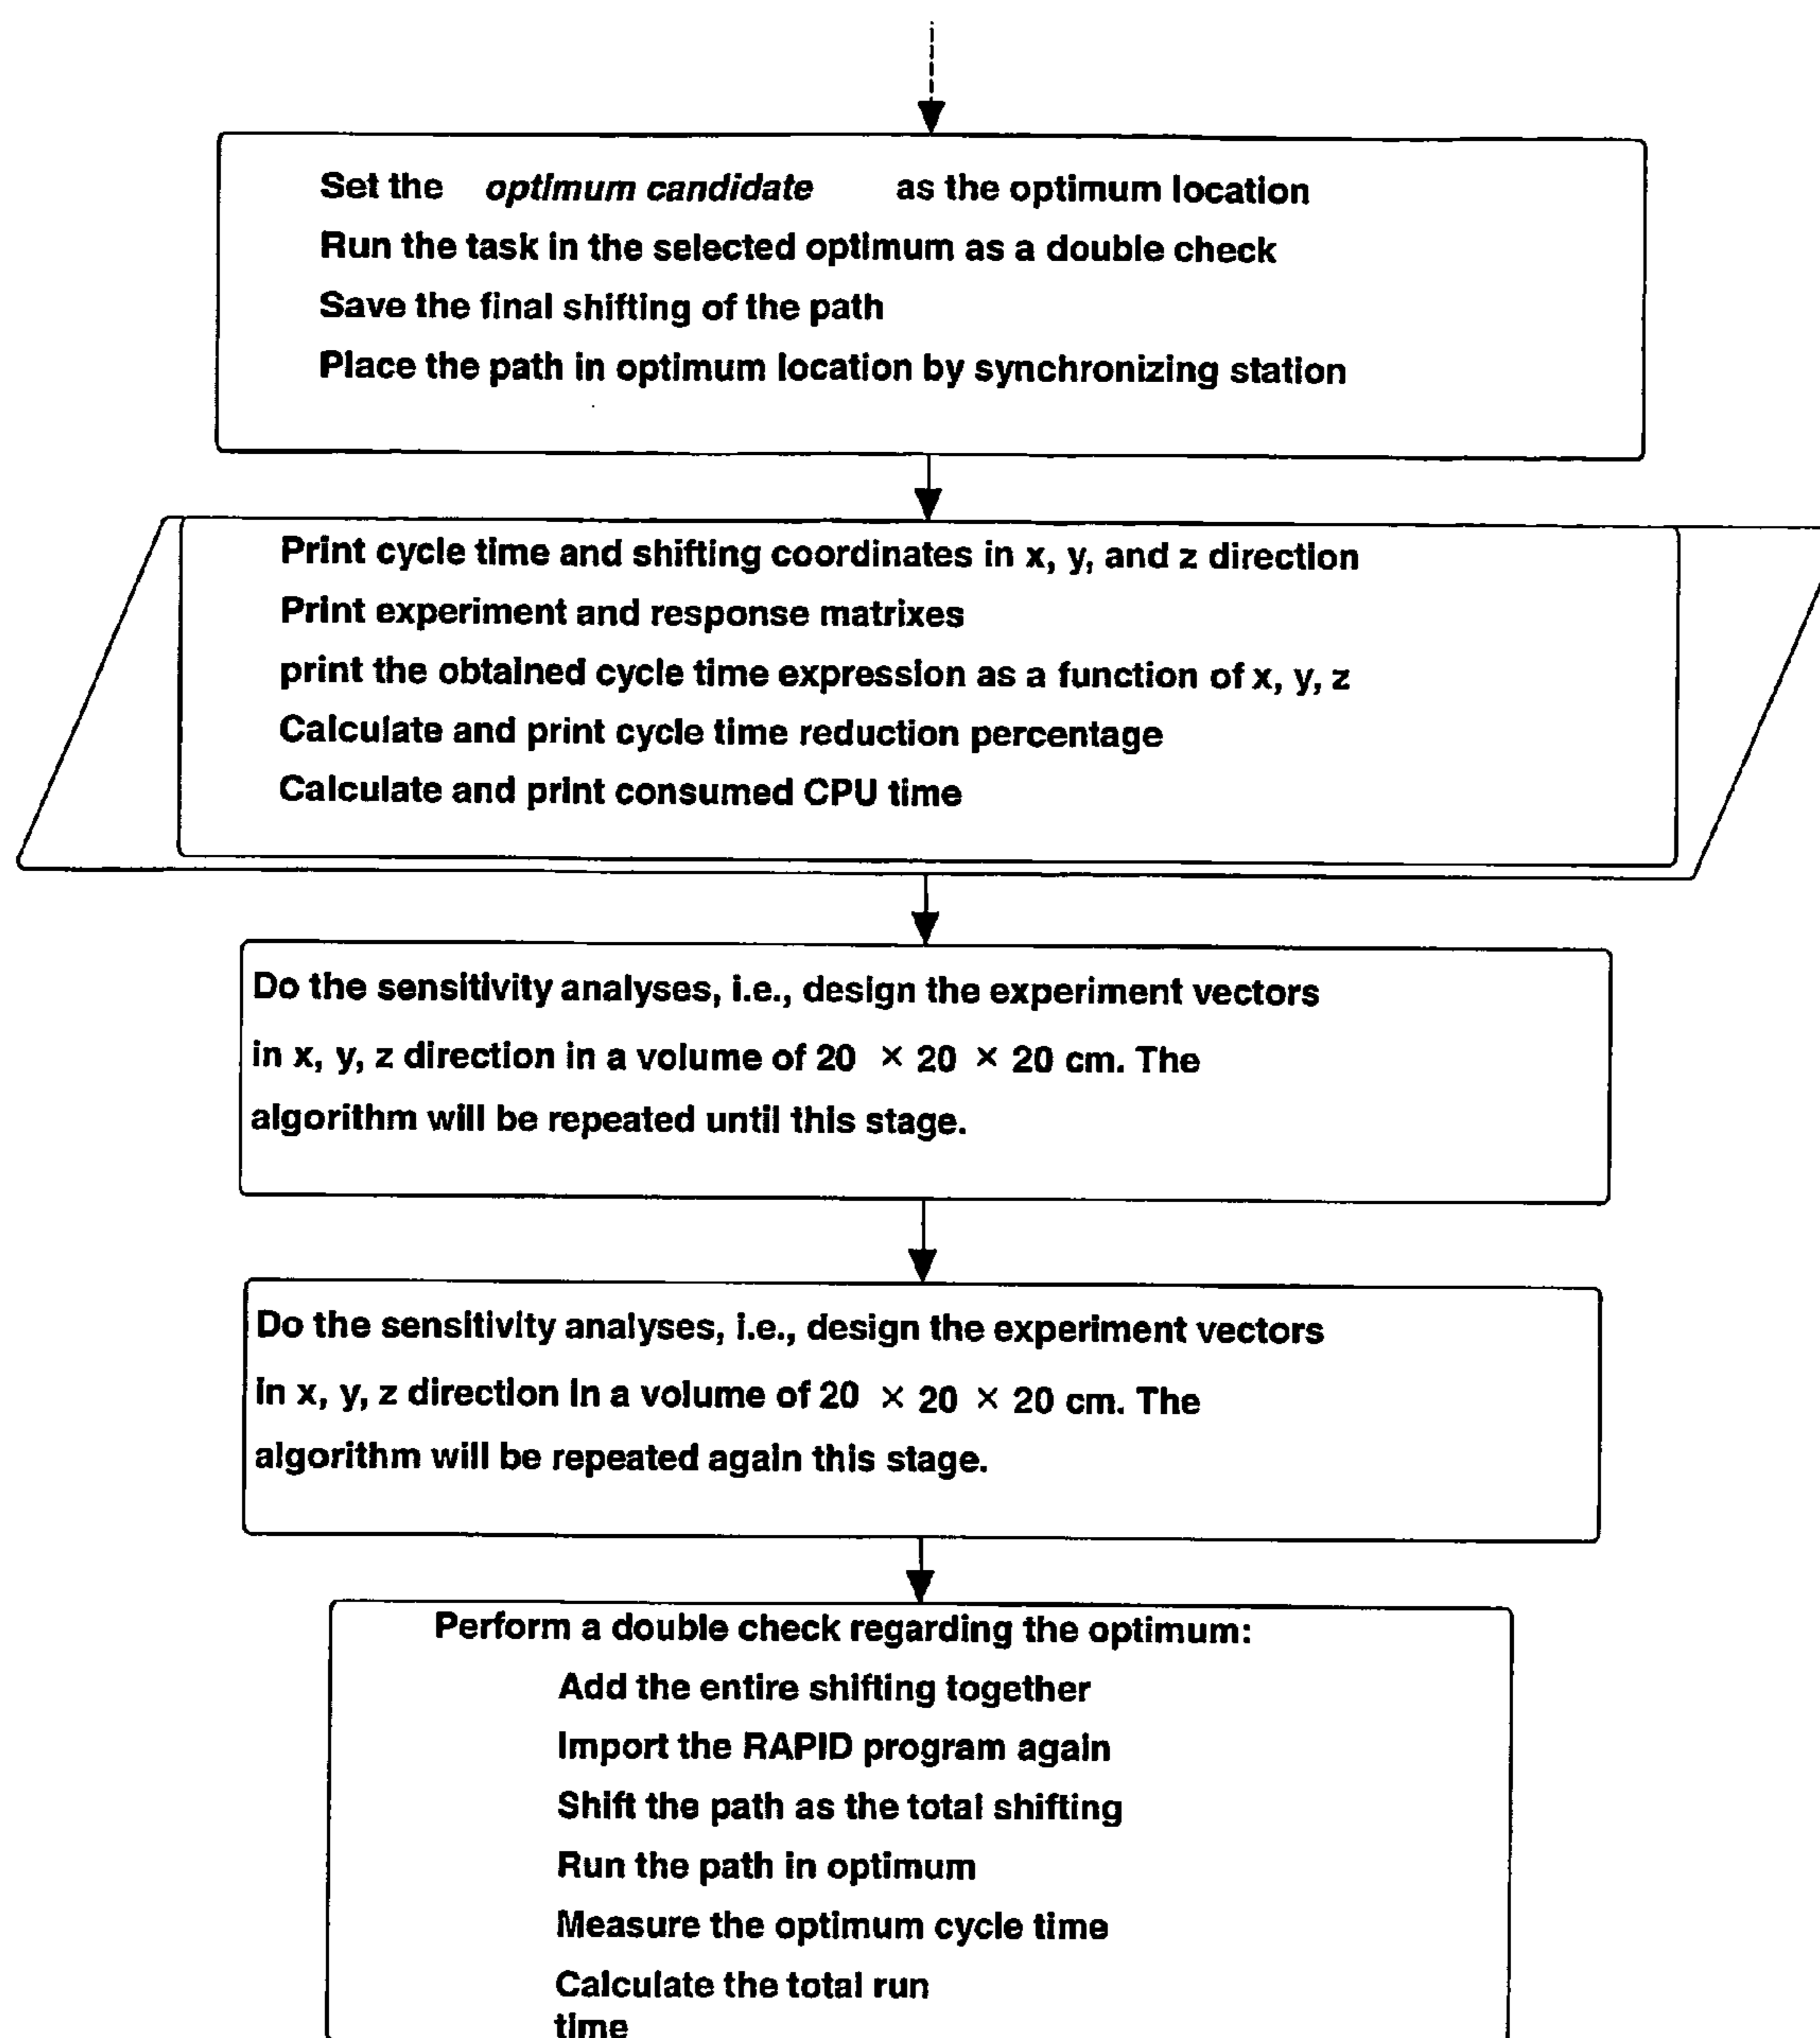 Set the optimum candidate as the optimum location
Run the task in the selected optimum as a double check
Save the final shifting of the path
Place the path in optimum location by synchronizing station
Print cycle time and shifting coordinates in x, y, and z direction
Print experiment and response matrixes
print the obtained cycle time expression as a function of x, y, z
Calculate and print cycle time reduction percentage
Calculate and print consumed CPU time
Do the sensitivity analyses, i.e., design the experiment vectors
in x, y, z direction in a volume of 20 × 20 × 20 cm. The
algorithm will be repeated until this stage.
Do the sensitivity analyses, i.e., design the experiment vectors
in x, y, z direction in a volume of 20 × 20 × 20 cm. The
algorithm will be repeated again this stage.
Perform a double check regarding the optimum:
Add the entire shifting together
Import the RAPID program again
Shift the path as the total shifting
Run the path in optimum
Measure the optimum cycle time
Calculate the total run
time